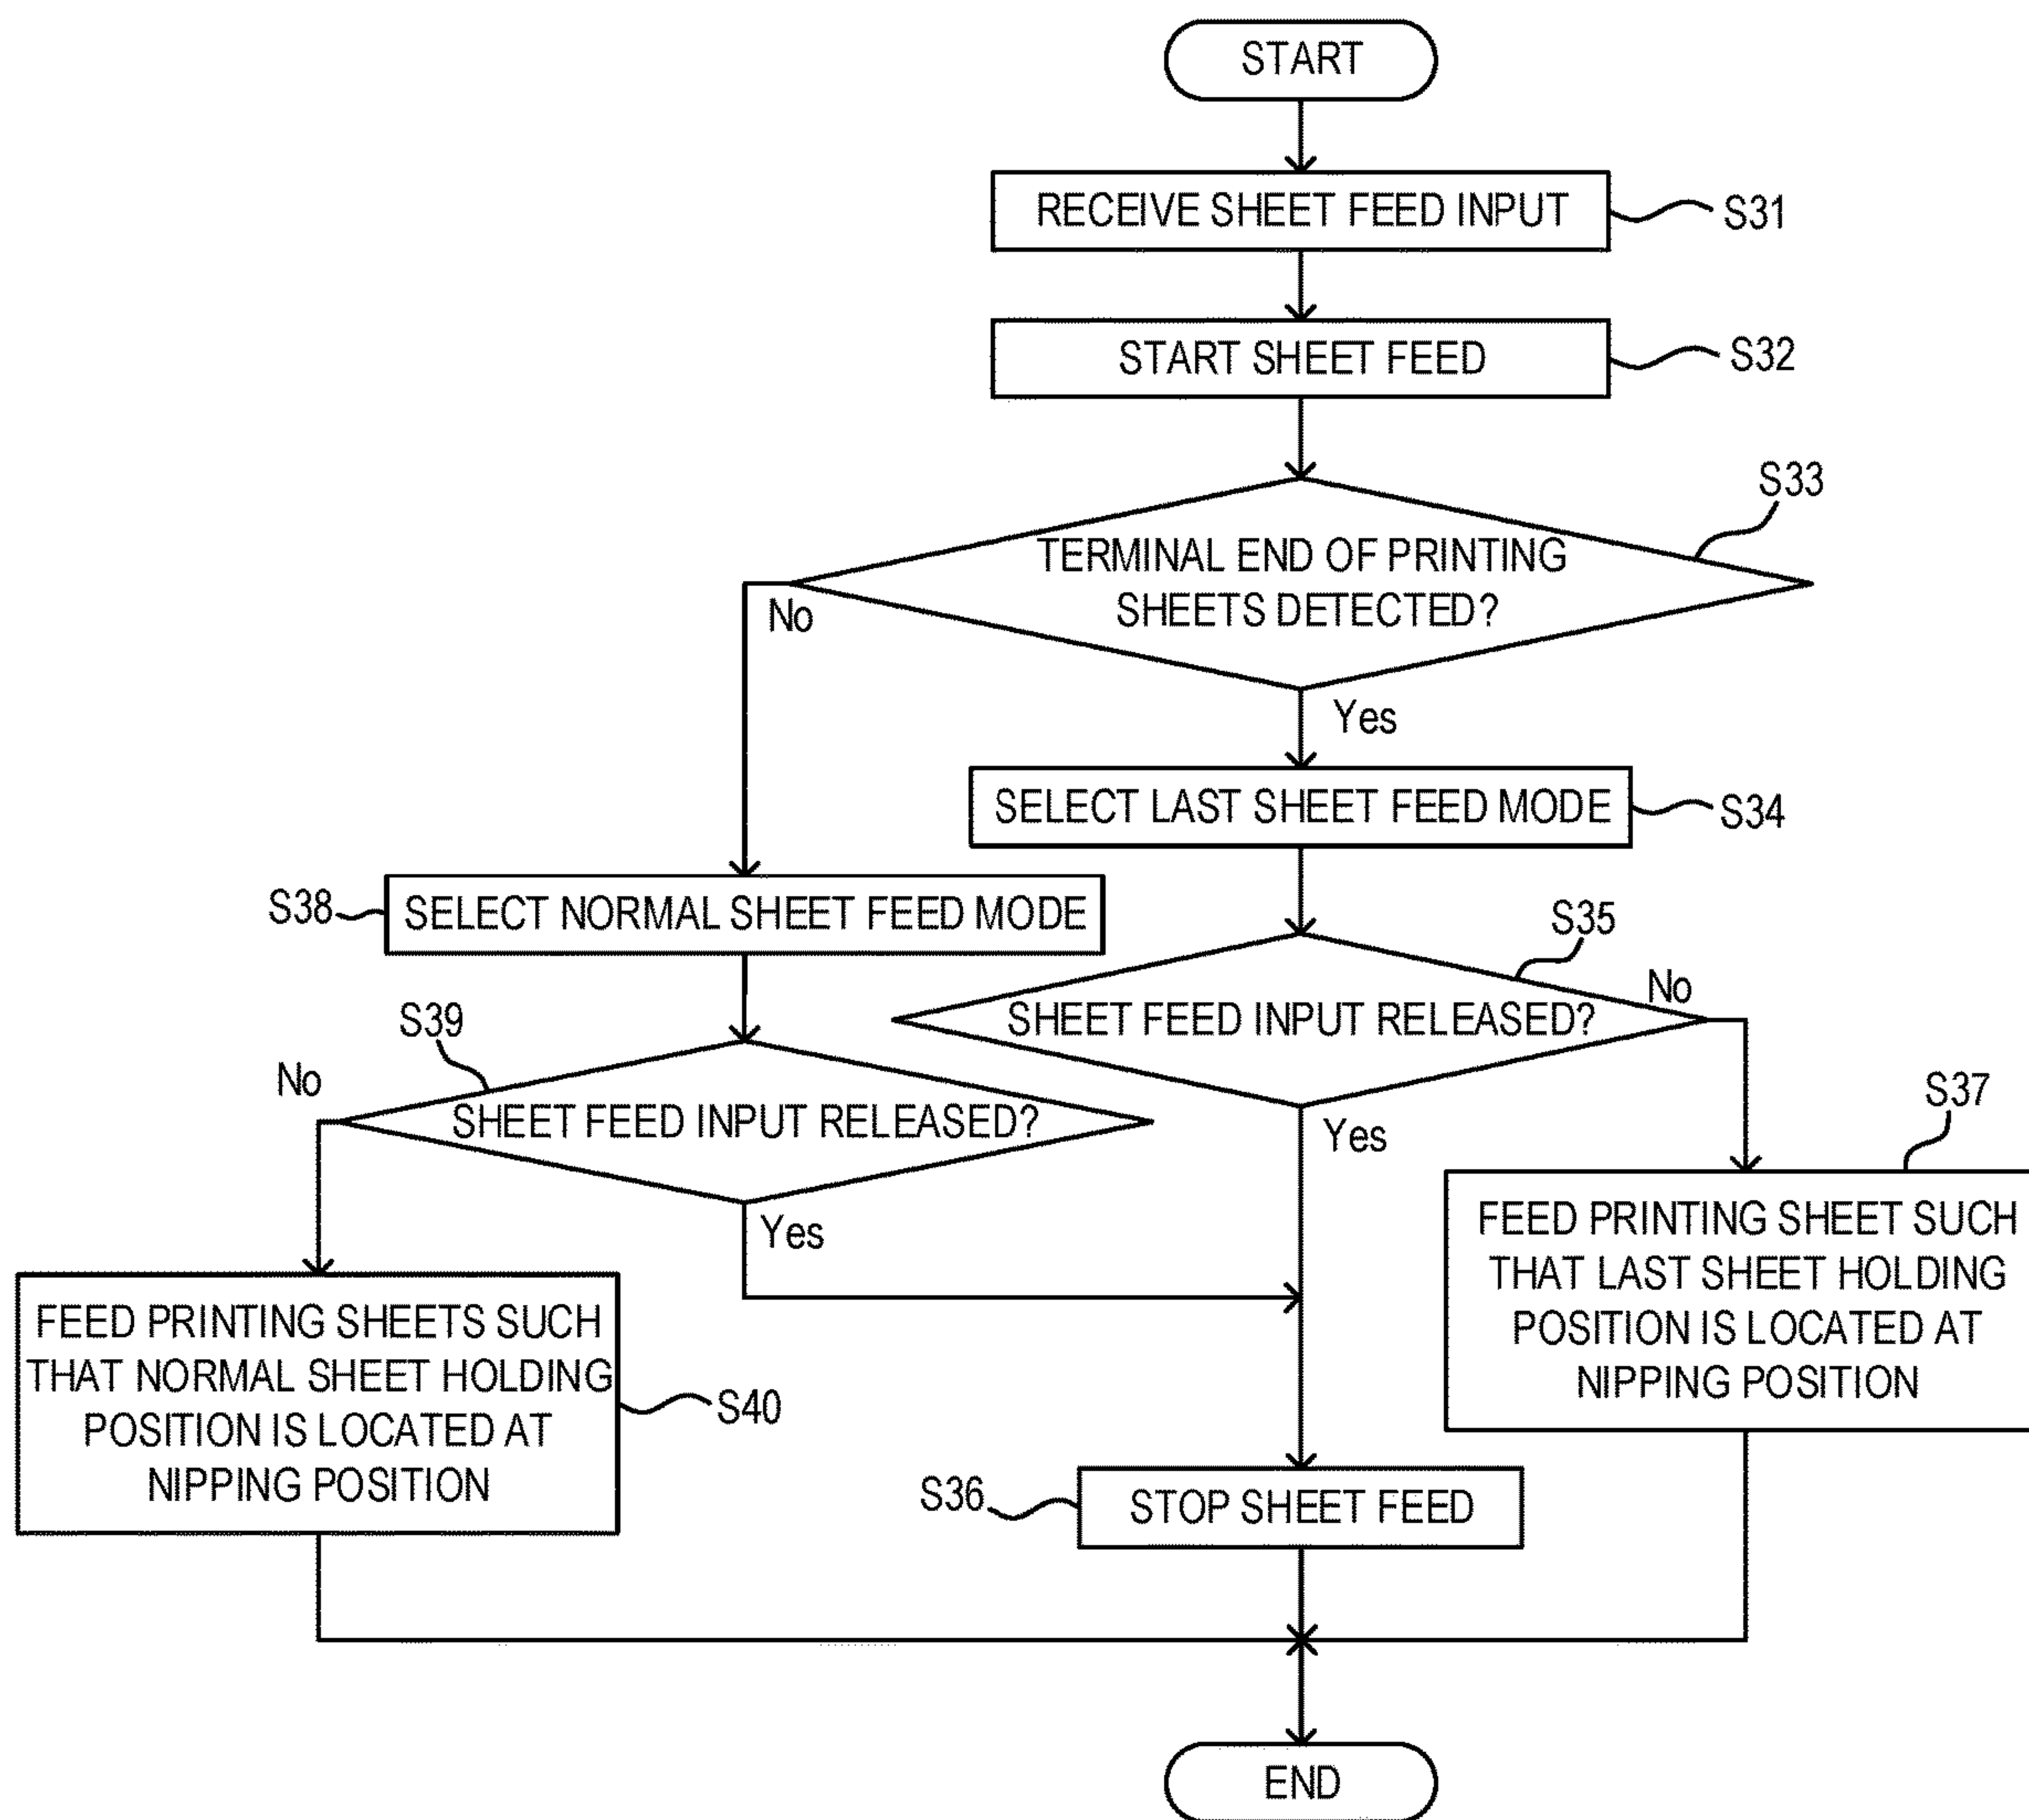 START
RECEIVE SHEET FEED INPUT
S31
START SHEET FEED
S32
S33
TERMINAL END OF PRINTING
SHEETS DETECTED?
No
Yes
SELECT LAST SHEET FEED MODE
S34
S38
SELECT NORMAL SHEET FEED MODE
S35
SHEET FEED INPUT RELEASED?
No
S39
No
SHEET FEED INPUT RELEASED?
Yes
Yes
S37
FEED PRINTING SHEET SUCH
THAT LAST SHEET HOLDING
POSITION IS LOCATED AT
NIPPING POSITION
FEED PRINTING SHEETS SUCH
THAT NORMAL SHEET HOLDING
POSITION IS LOCATED AT
NIPPING POSITION
S40
S36
STOP SHEET FEED
END